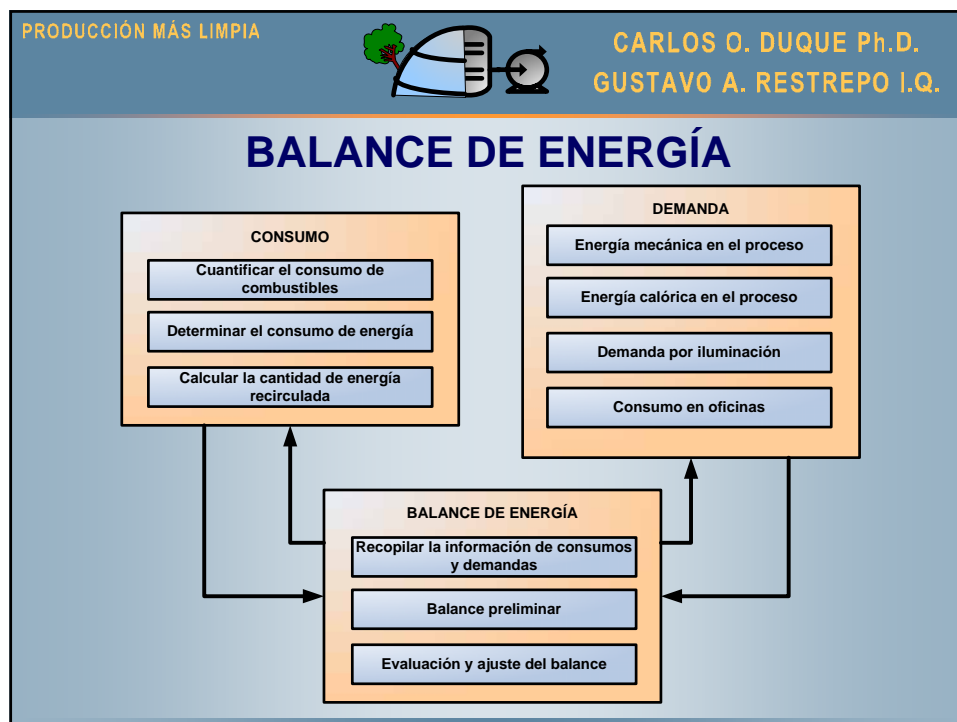 PRODUCCIÓN MÁS LIMPIA
CARLOS O. DUQUE Ph.D.
GUSTAVO A. RESTREPO I.Q.
BALANCE DE ENERGÍA
CONSUMO
Cuantificar el consumo de
combustibles
Determinar el consumo de energía
Calcular la cantidad de energía
recirculada
DEMANDA
Energía mecánica en el proceso
Energía calórica en el proceso
Demanda por iluminación
Consumo en oficinas
BALANCE DE ENERGÍA
Recopilar la información de consumos
y demandas
Balance preliminar
Evaluación y ajuste del balance